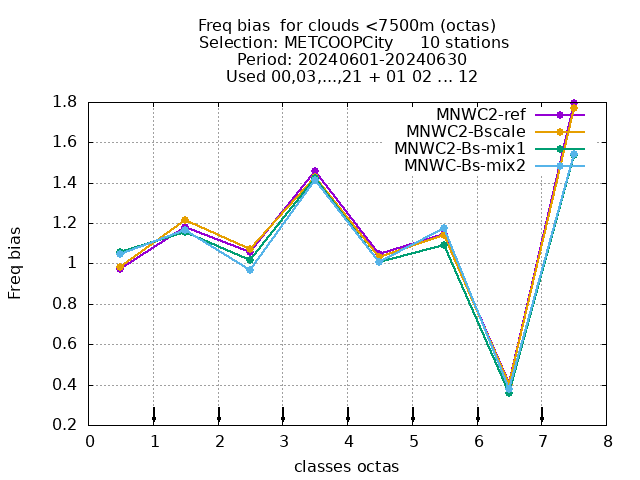 Freq bias  for clouds <7500m (octas)
Selection: METCOOPCity     10 stations
Period: 20240601-20240630
Used 00,03,...,21 + 01 02 ... 12
MNWC2-ref
MNWC2-Bscale
MNWC2-Bs-mix1
MNWC-Bs-mix2
Freq bias
1.8
1.6
1.4
1.2
1
0.8
0.6
0.4
0.2
0 1 2 3 4 5 6 7 8
classes octas